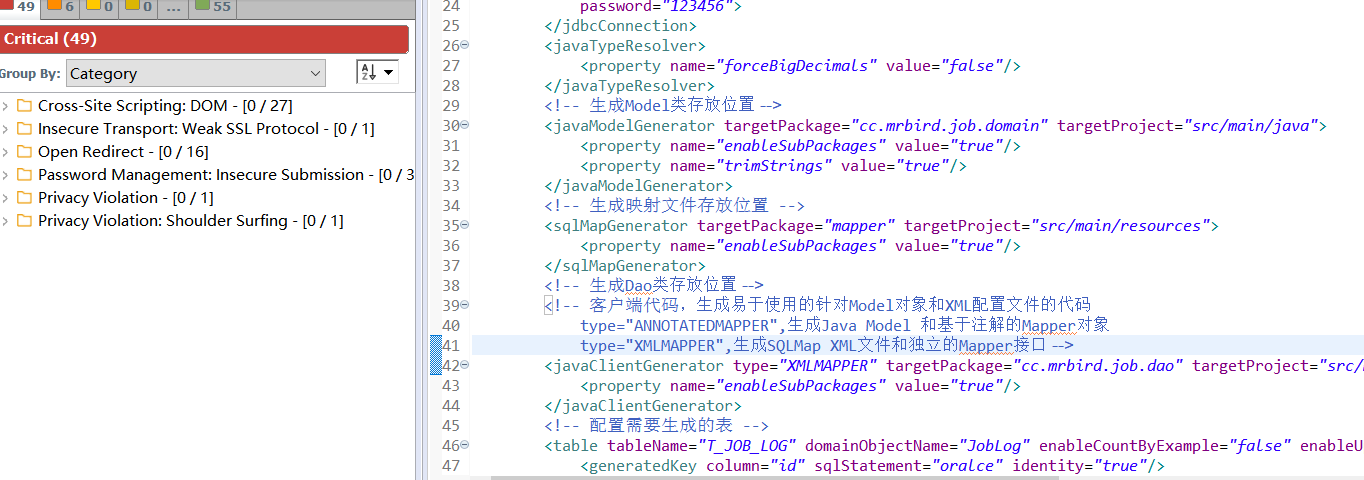 49 6 0 0 ... 55
Critical (49)
Group By: Category
Cross-Site Scripting: DOM - [0 / 27]
Insecure Transport: Weak SSL Protocol - [0 / 1]
Open Redirect - [0 / 16]
Password Management: Insecure Submission - [0 / 3
Privacy Violation - [0 / 1]
Privacy Violation: Shoulder Surfing - [0 / 1]
24 password="123456">
25 </jdbcConnection>
26 <javaTypeResolver>
27 <property name="forceBigDecimals" value="false"/>
28 </javaTypeResolver>
29 <!-- 生成Model类存放位置 -->
30 <javaModelGenerator targetPackage="cc.mrbird.job.domain" targetProject="src/main/java">
31 <property name="enableSubPackages" value="true"/>
32 <property name="trimStrings" value="true"/>
33 </javaModelGenerator>
34 <!-- 生成映射文件存放位置 -->
35 <sqlMapGenerator targetPackage="mapper" targetProject="src/main/resources">
36 <property name="enableSubPackages" value="true"/>
37 </sqlMapGenerator>
38 <!-- 生成Dao类存放位置 -->
39 <!-- 客户端代码，生成易于使用的针对Model对象和XML配置文件的代码
40 type="ANNOTATEDMAPPER",生成Java Model 和基于注解的Mapper对象
41 type="XMLMAPPER",生成SQLMap XML文件和独立的Mapper接口 -->
42 <javaClientGenerator type="XMLMAPPER" targetPackage="cc.mrbird.job.dao" targetProject="src/
43 <property name="enableSubPackages" value="true"/>
44 </javaClientGenerator>
45 <!-- 配置需要生成的表 -->
46 <table tableName="T_JOB_LOG" domainObjectName="JobLog" enableCountByExample="false" enableU
47 <generatedKey column="id" sqlStatement="oralce" identity="true"/>